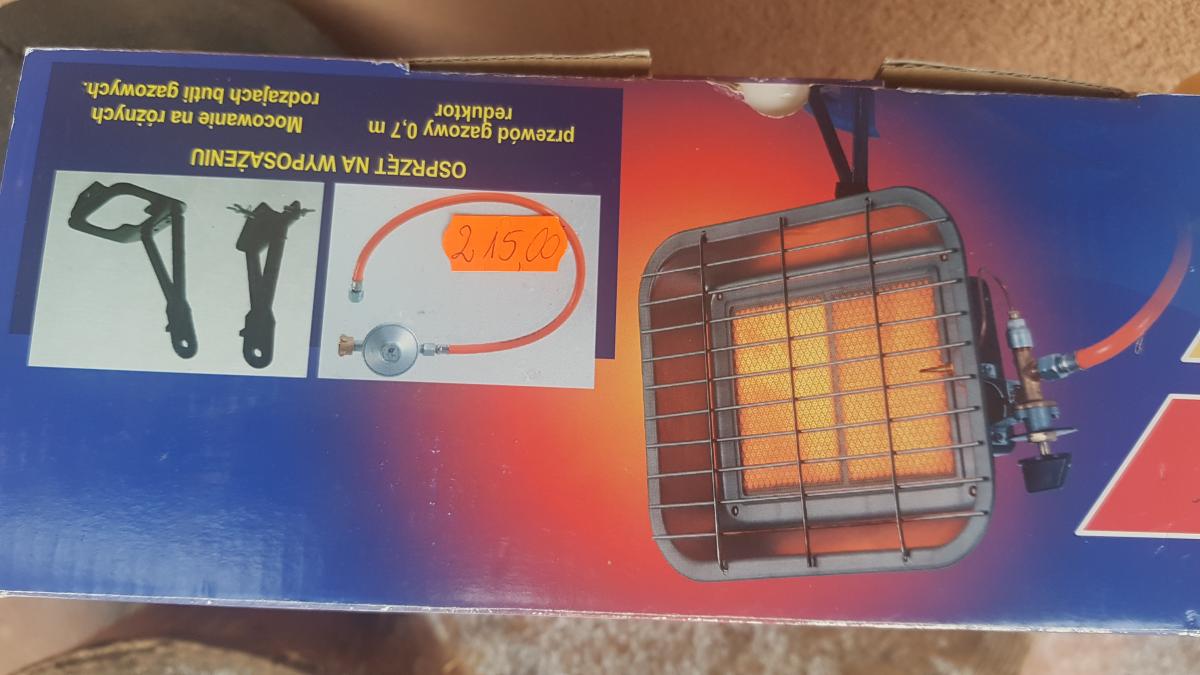 OSPRZĘT NA WYPOSAŻENIU
przewód gazowy 0,7 m
reduktor
Mocowanie na różnych
rodzajach butli gazowych.
215,00